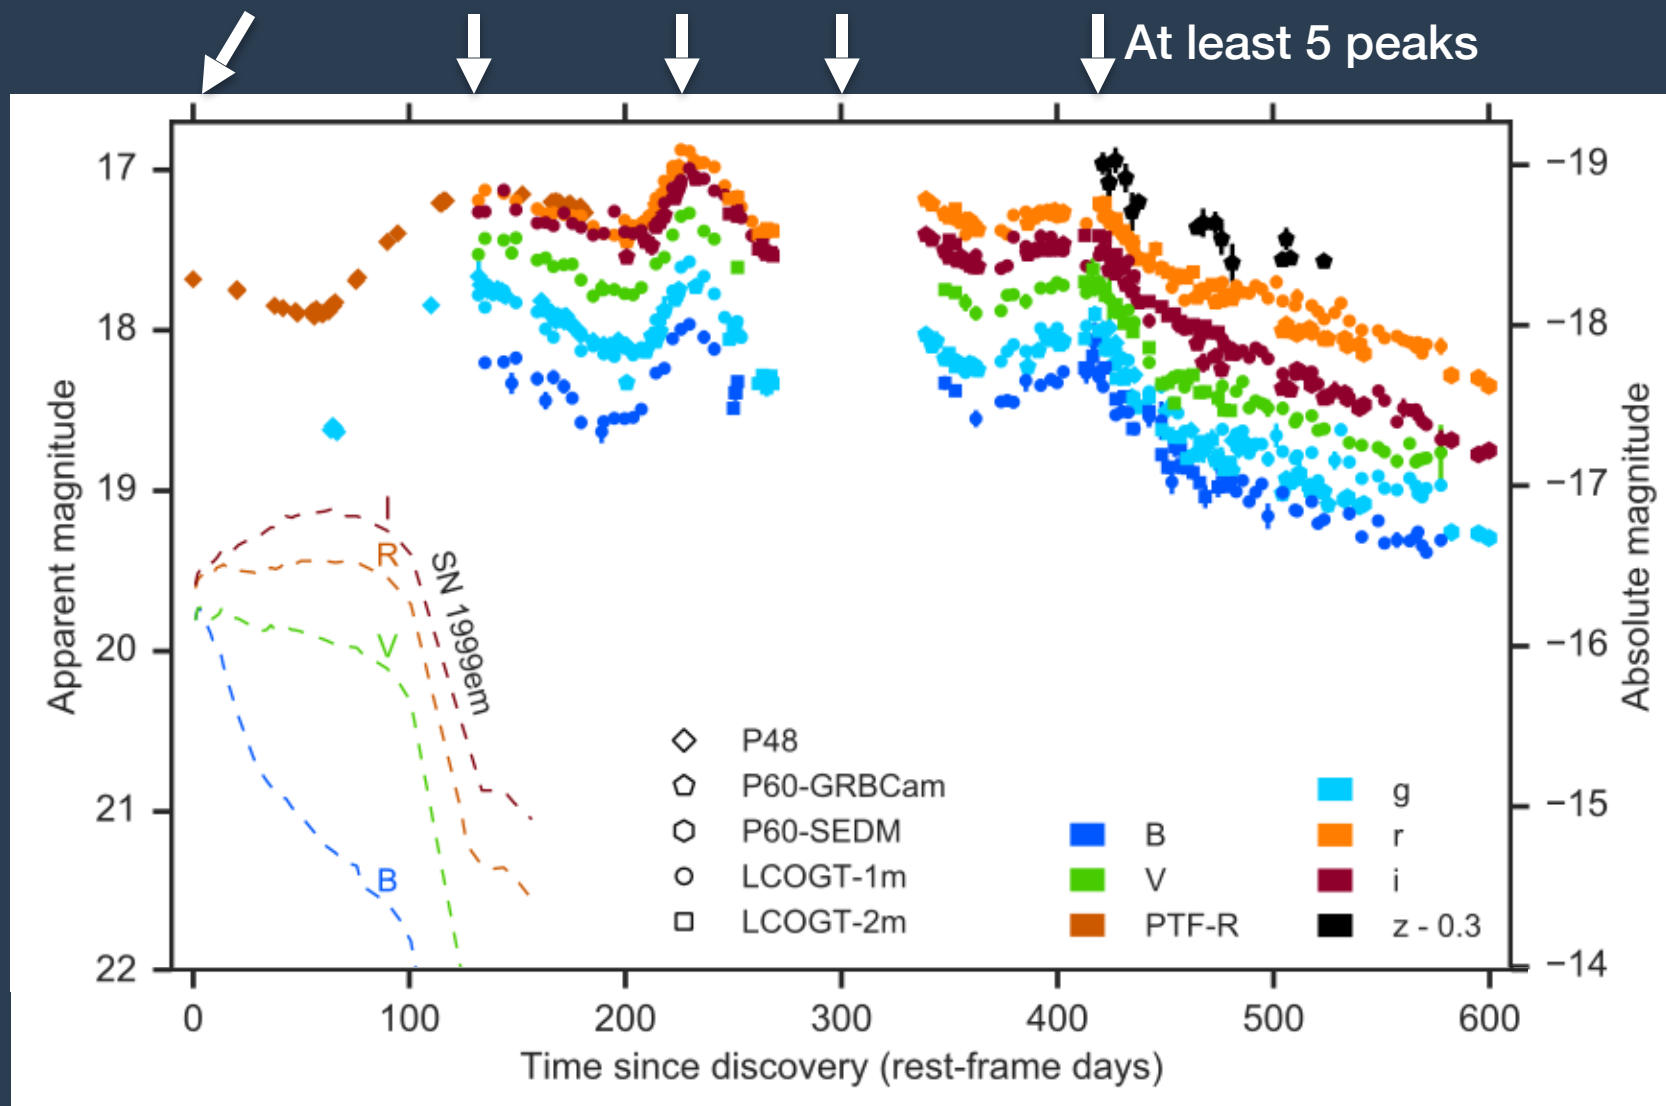 At least 5 peaks
17
18
19
20
21
22
−19
−18
−17
−16
−15
−14
Apparent magnitude
Absolute magnitude
I
R
V
B
SN 1999em
P48
P60-GRBCam
P60-SEDM
LCOGT-1m
LCOGT-2m
B
V
PTF-R
g
r
i
z - 0.3
0 100 200 300 400 500 600
Time since discovery (rest-frame days)